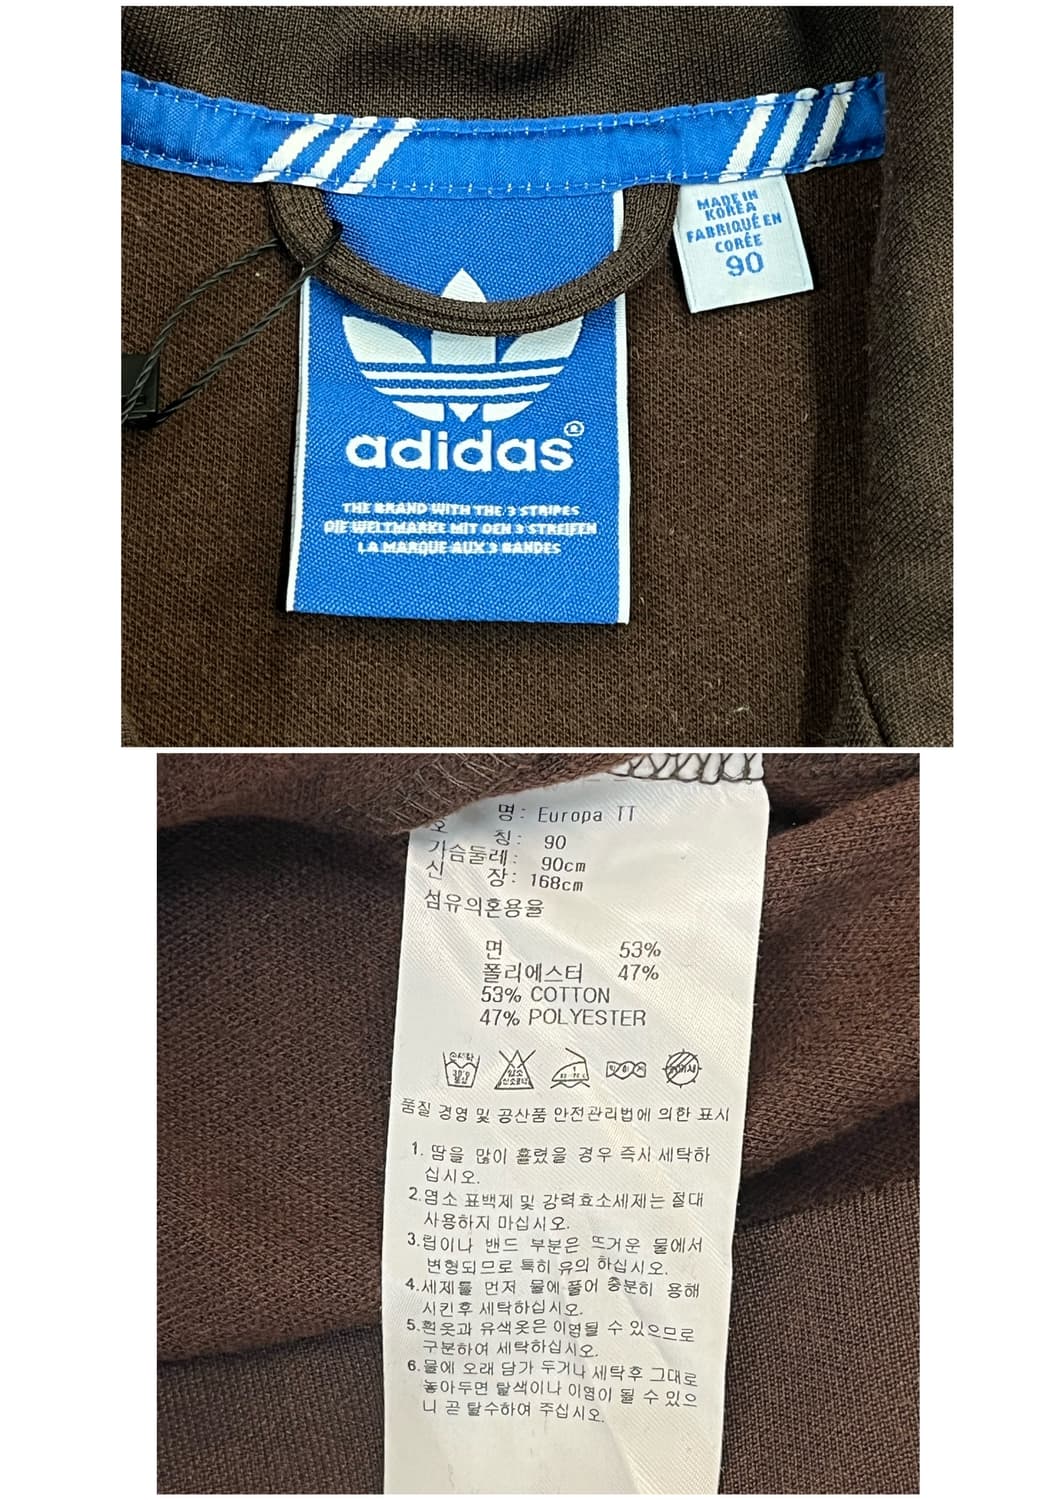 MADE IN
KOREA
FABRIQUÉ EN
CORÉE
90
adidas®
THE BRAND WITH THE 3 STRIPES
DIE WELTMARKE MIT DEN 3 STREIFEN
LA MARQUE AUX 3 BANDES
명: Europa TT
호 칭: 90
가슴둘레: 90cm
신 장: 168cm
섬유의혼용율
면 53%
폴리에스터 47%
53% COTTON
47% POLYESTER
품질 경영 및 공산품 안전관리법에 의한 표시
1. 땀을 많이 흘렸을 경우 즉시 세탁하
십시오.
2.염소 표백제 및 강력효소세제는 절대
사용하지 마십시오.
3.립이나 밴드 부분은 뜨거운 물에서
변형되므로 특히 유의 하십시오.
4.세제를 먼저 물에 풀어 충분히 용해
시킨후 세탁하십시오.
5.흰옷과 유색옷은 이염될 수 있으므로
구분하여 세탁하십시오.
6.물에 오래 담가 두거나 세탁후 그대로
놓아두면 탈색이나 이염이 될 수 있으
니 곧 탈수하여 주십시오.